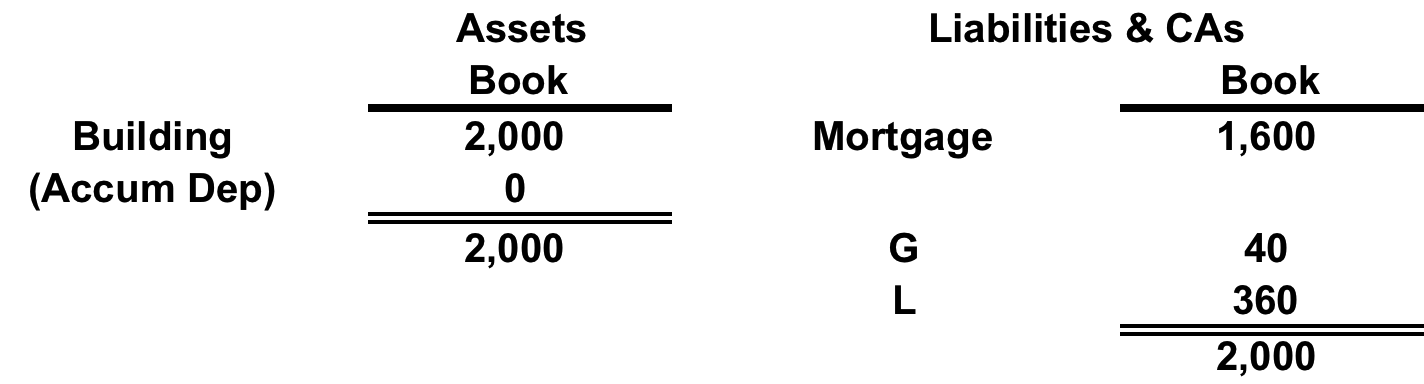 Assets Liabilities & CAs
Book Book
Building 2,000 Mortgage 1,600
(Accum Dep) 0
2,000 G 40
L 360
2,000